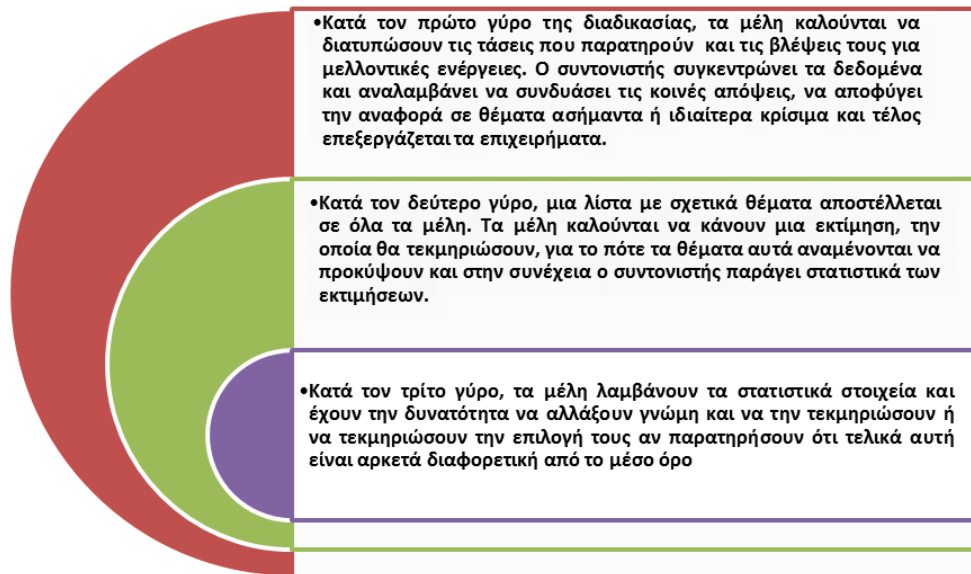 •Κατά τον πρώτο γύρο της διαδικασίας, τα μέλη καλούνται να
διατυπώσουν τις τάσεις που παρατηρούν και τις βλέψεις τους για
μελλοντικές ενέργειες. Ο συντονιστής συγκεντρώνει τα δεδομένα
και αναλαμβάνει να συνδυάσει τις κοινές απόψεις, να αποφύγει
την αναφορά σε θέματα ασήμαντα ή ιδιαίτερα κρίσιμα και τέλος
επεξεργάζεται τα επιχειρήματα.
•Κατά τον δεύτερο γύρο, μια λίστα με σχετικά θέματα αποστέλλεται
σε όλα τα μέλη. Τα μέλη καλούνται να κάνουν μια εκτίμηση, την
οποία θα τεκμηριώσουν, για το πότε τα θέματα αυτά αναμένονται να
προκύψουν και στην συνέχεια ο συντονιστής παράγει στατιστικά των
εκτιμήσεων.
•Κατά τον τρίτο γύρο, τα μέλη λαμβάνουν τα στατιστικά στοιχεία και
έχουν την δυνατότητα να αλλάξουν γνώμη και να την τεκμηριώσουν ή
να τεκμηριώσουν την επιλογή τους αν παρατηρήσουν ότι τελικά αυτή
είναι αρκετά διαφορετική από το μέσο όρο